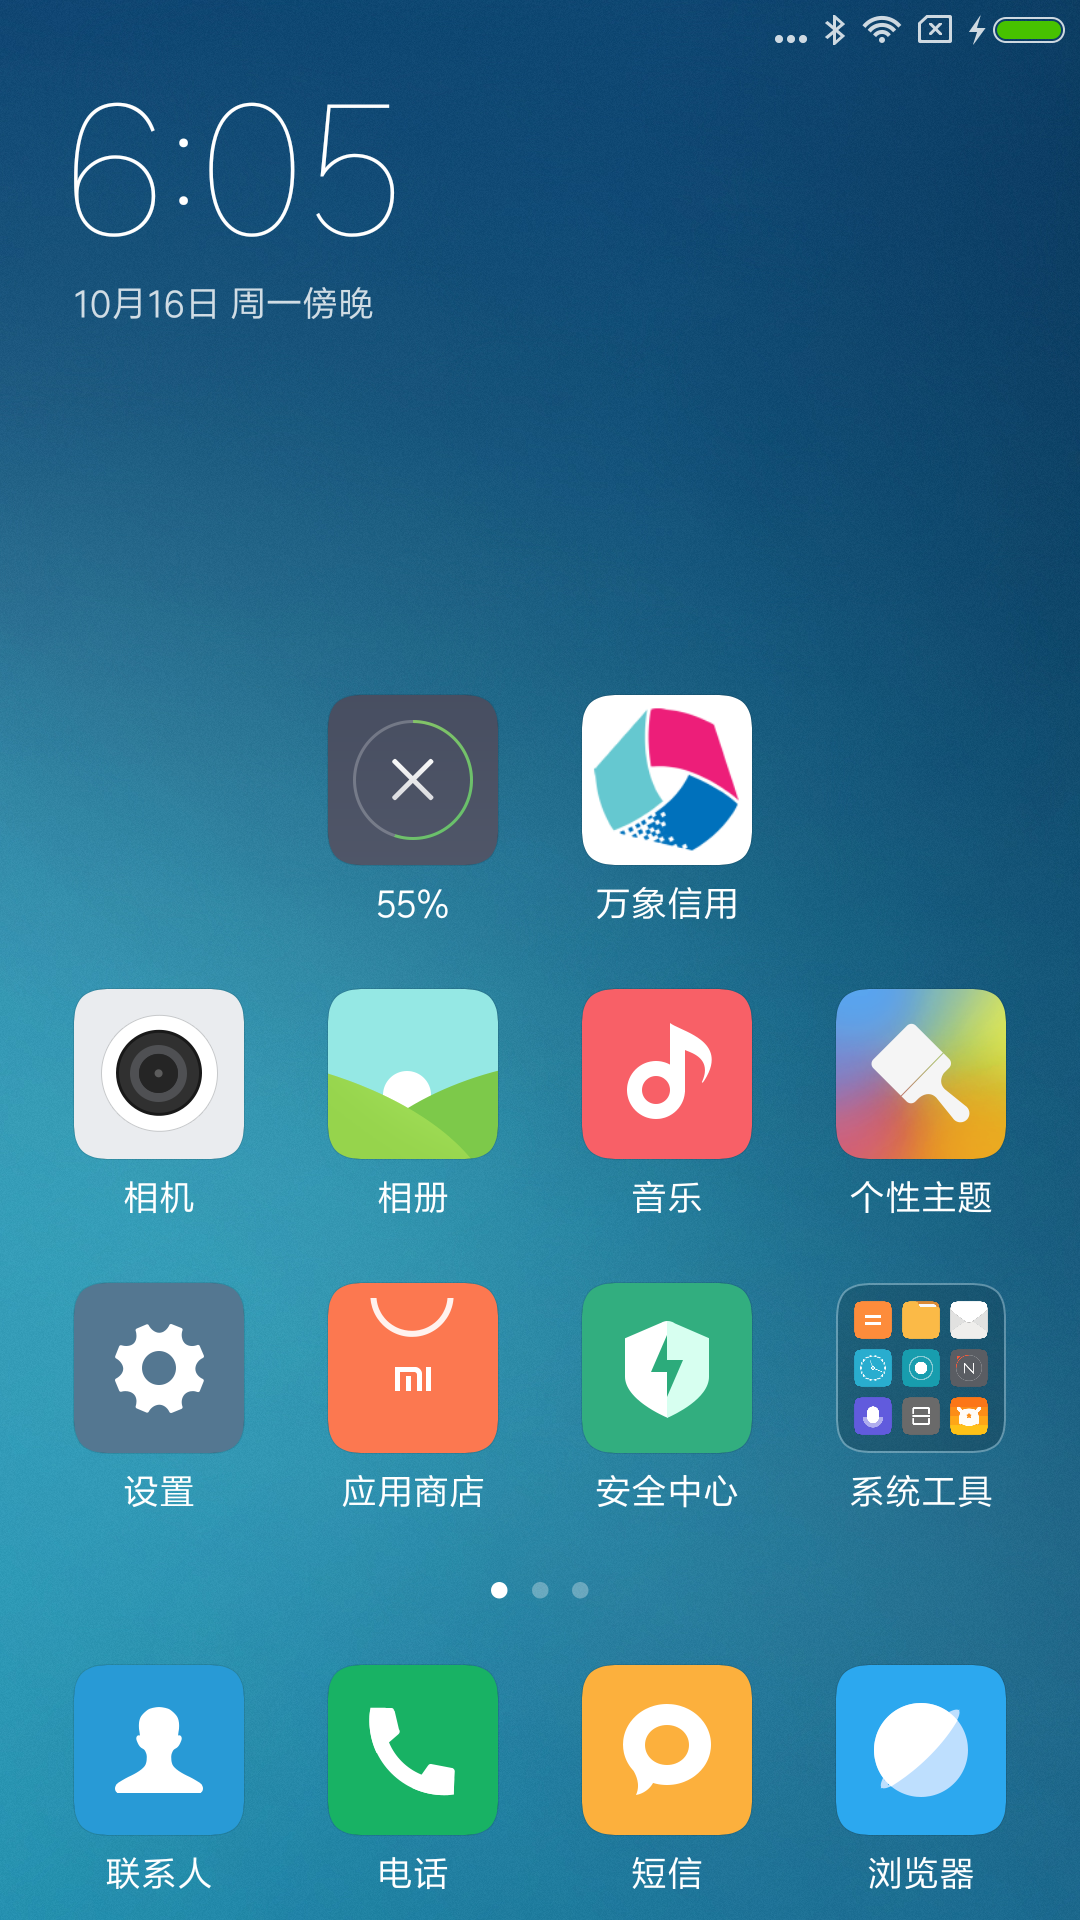 6:05
10月16日 周一傍晚
55% 万象信用
相机 相册 音乐 个性主题
设置 应用商店 安全中心 系统工具
联系人 电话 短信 浏览器